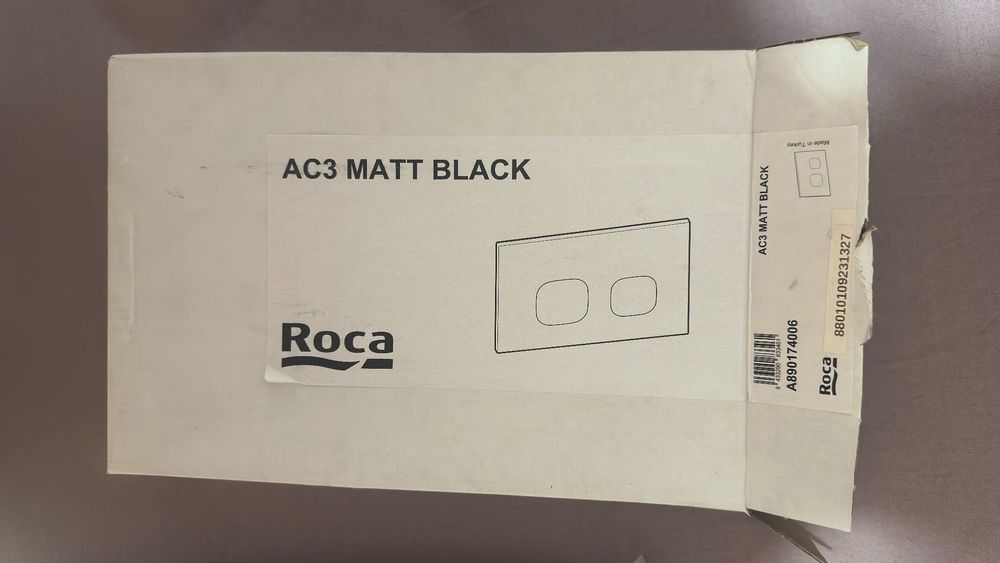 AC3 MATT BLACK
Roca
Made in Turkey
AC3 MATT BLACK
88010109231327
A890174006
Roca